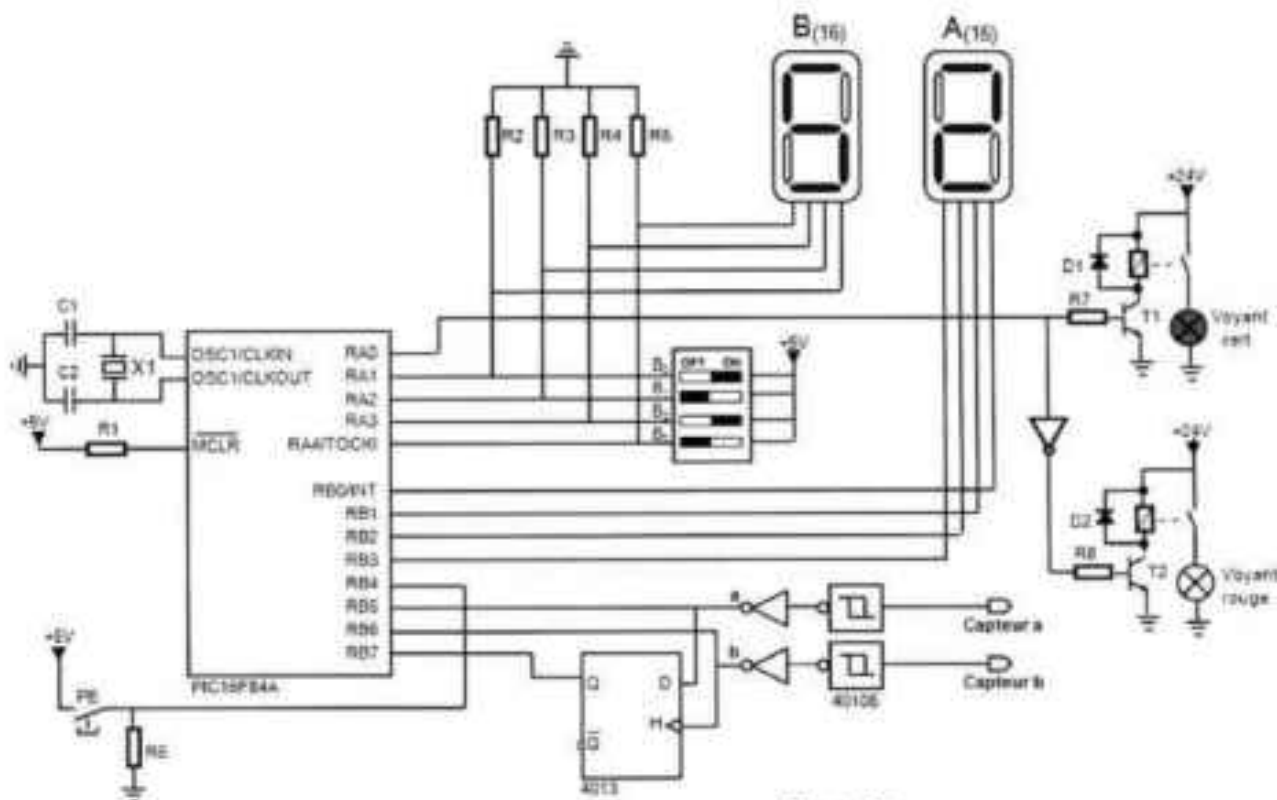 B(16)
A(16)
R2
R3
R4
R5
+24V
D1
R7
T1
Voyant
vert
C1
C2
X1
OSC1/CLKIN
OSC1/CLKOUT
+5V
R1
MCLR
RA0
RA1
RA2
RA3
RA4/TOCKI
RB0/INT
RB1
RB2
RB3
RB4
RB5
RB6
RB7
PIC16F84A
OFF ON
+5V
+24V
D2
R8
T2
Voyant
rouge
a
Capteur a
b
Capteur b
40106
+5V
Q
D
H
Q
4013